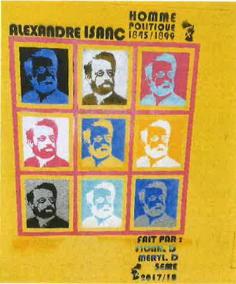 ALEXANDRE ISAAC
HOMME
POLITIQUE
1845/1899
FAIT PAR :
MERYL. D
5EME
2017/18